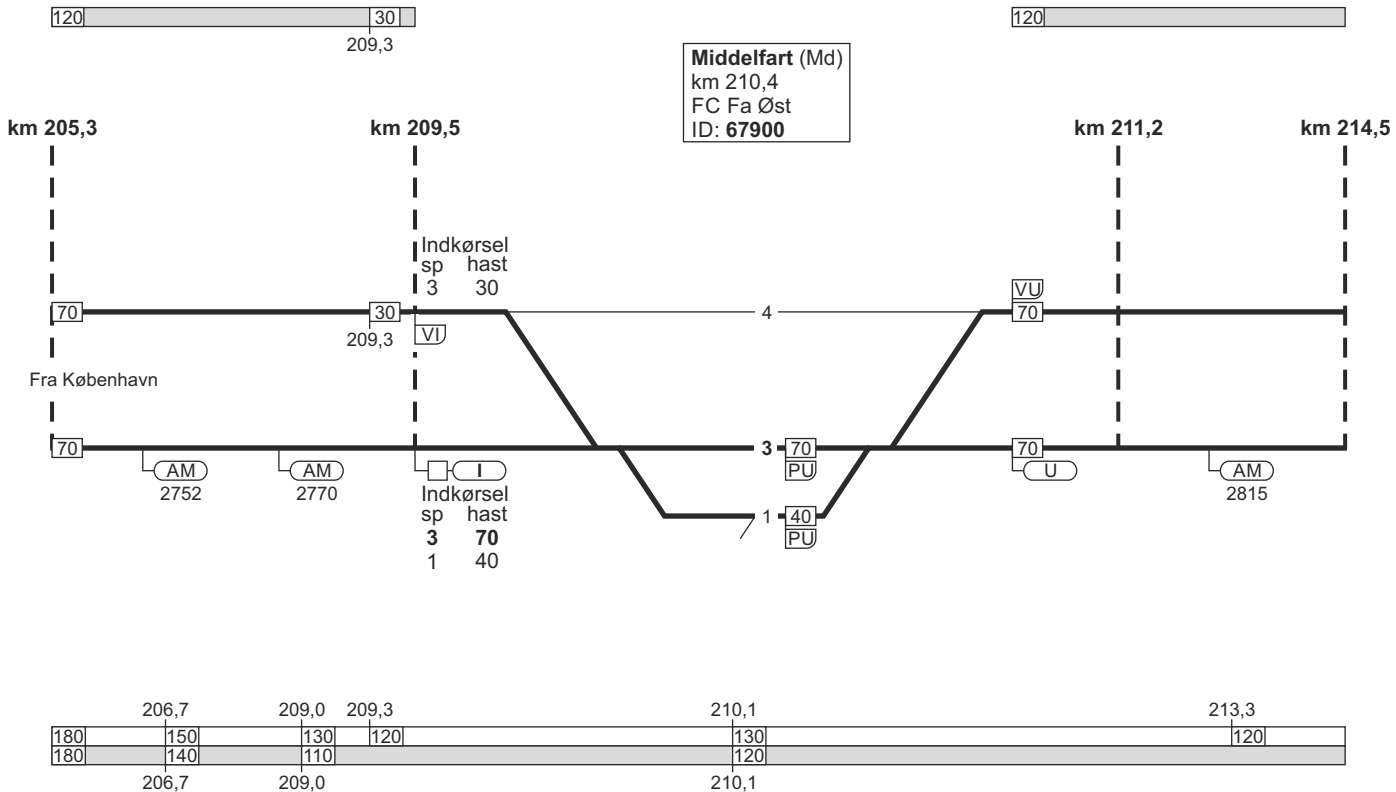 120 30 120
209,3
Middelfart (Md)
km 210,4
FC Fa Øst
ID: 67900
km 205,3 km 209,5 km 211,2 km 214,5
Indkørsel
sp hast
3 30
VU
70 30 4 70
209,3 VI
Fra København
70 3 70 70
AM AM I PU U AM
2752 2770 2815
Indkørsel
sp hast
3 70
1 40
1 40
PU
206,7 209,0 209,3 210,1 213,3
180 150 130 120 130 120
180 140 110 120
206,7 209,0 210,1